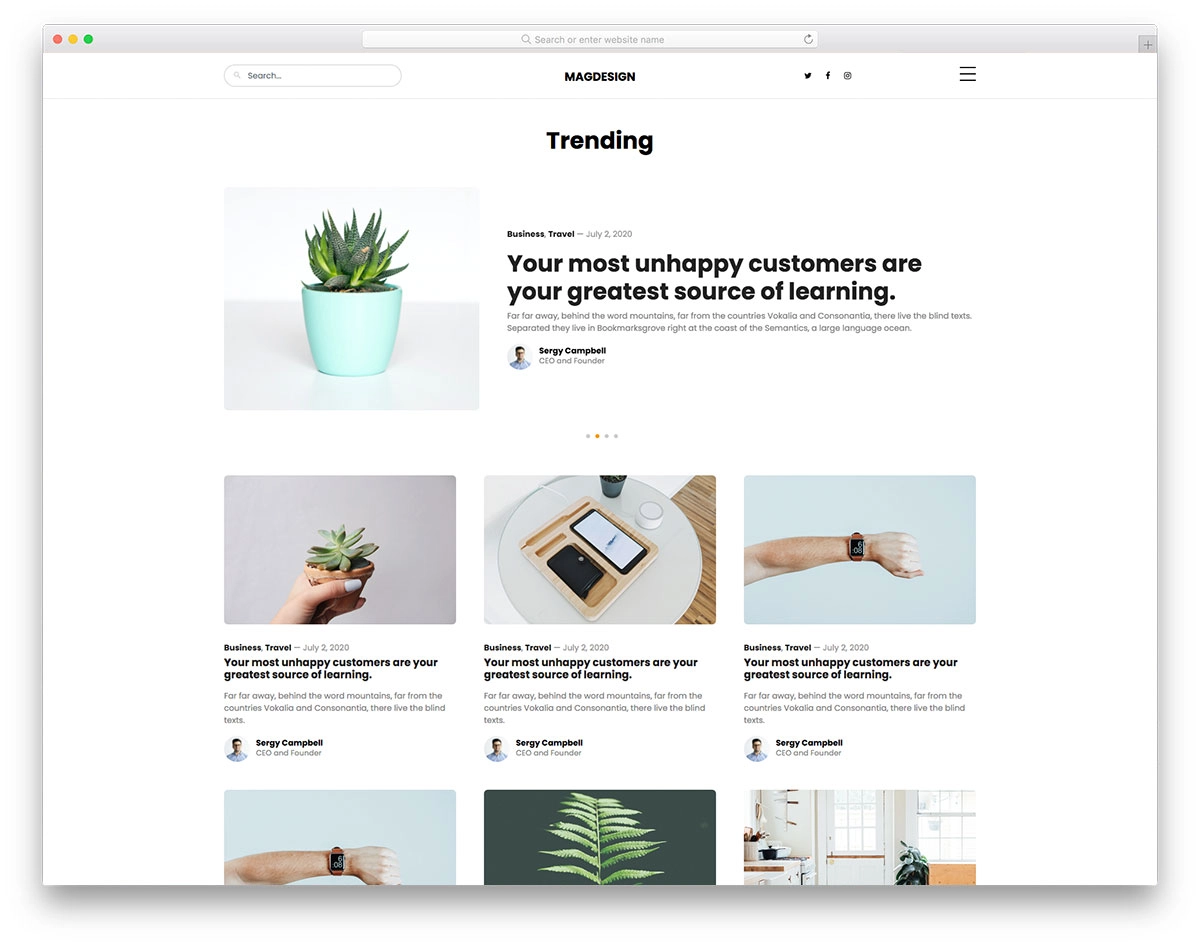 Search or enter website name
Search...
MAGDESIGN
Trending
Business, Travel — July 2, 2020
Your most unhappy customers are
your greatest source of learning.
Far far away, behind the word mountains, far from the countries Vokalia and Consonantia, there live the blind texts.
Separated they live in Bookmarksgrove right at the coast of the Semantics, a large language ocean.
Sergy Campbell
CEO and Founder
Business, Travel — July 2, 2020
Your most unhappy customers are your
greatest source of learning.
Far far away, behind the word mountains, far from the
countries Vokalia and Consonantia, there live the blind
texts.
Sergy Campbell
CEO and Founder
Business, Travel — July 2, 2020
Your most unhappy customers are your
greatest source of learning.
Far far away, behind the word mountains, far from the
countries Vokalia and Consonantia, there live the blind
texts.
Sergy Campbell
CEO and Founder
6
:08
Business, Travel — July 2, 2020
Your most unhappy customers are your
greatest source of learning.
Far far away, behind the word mountains, far from the
countries Vokalia and Consonantia, there live the blind
texts.
Sergy Campbell
CEO and Founder
6
:08